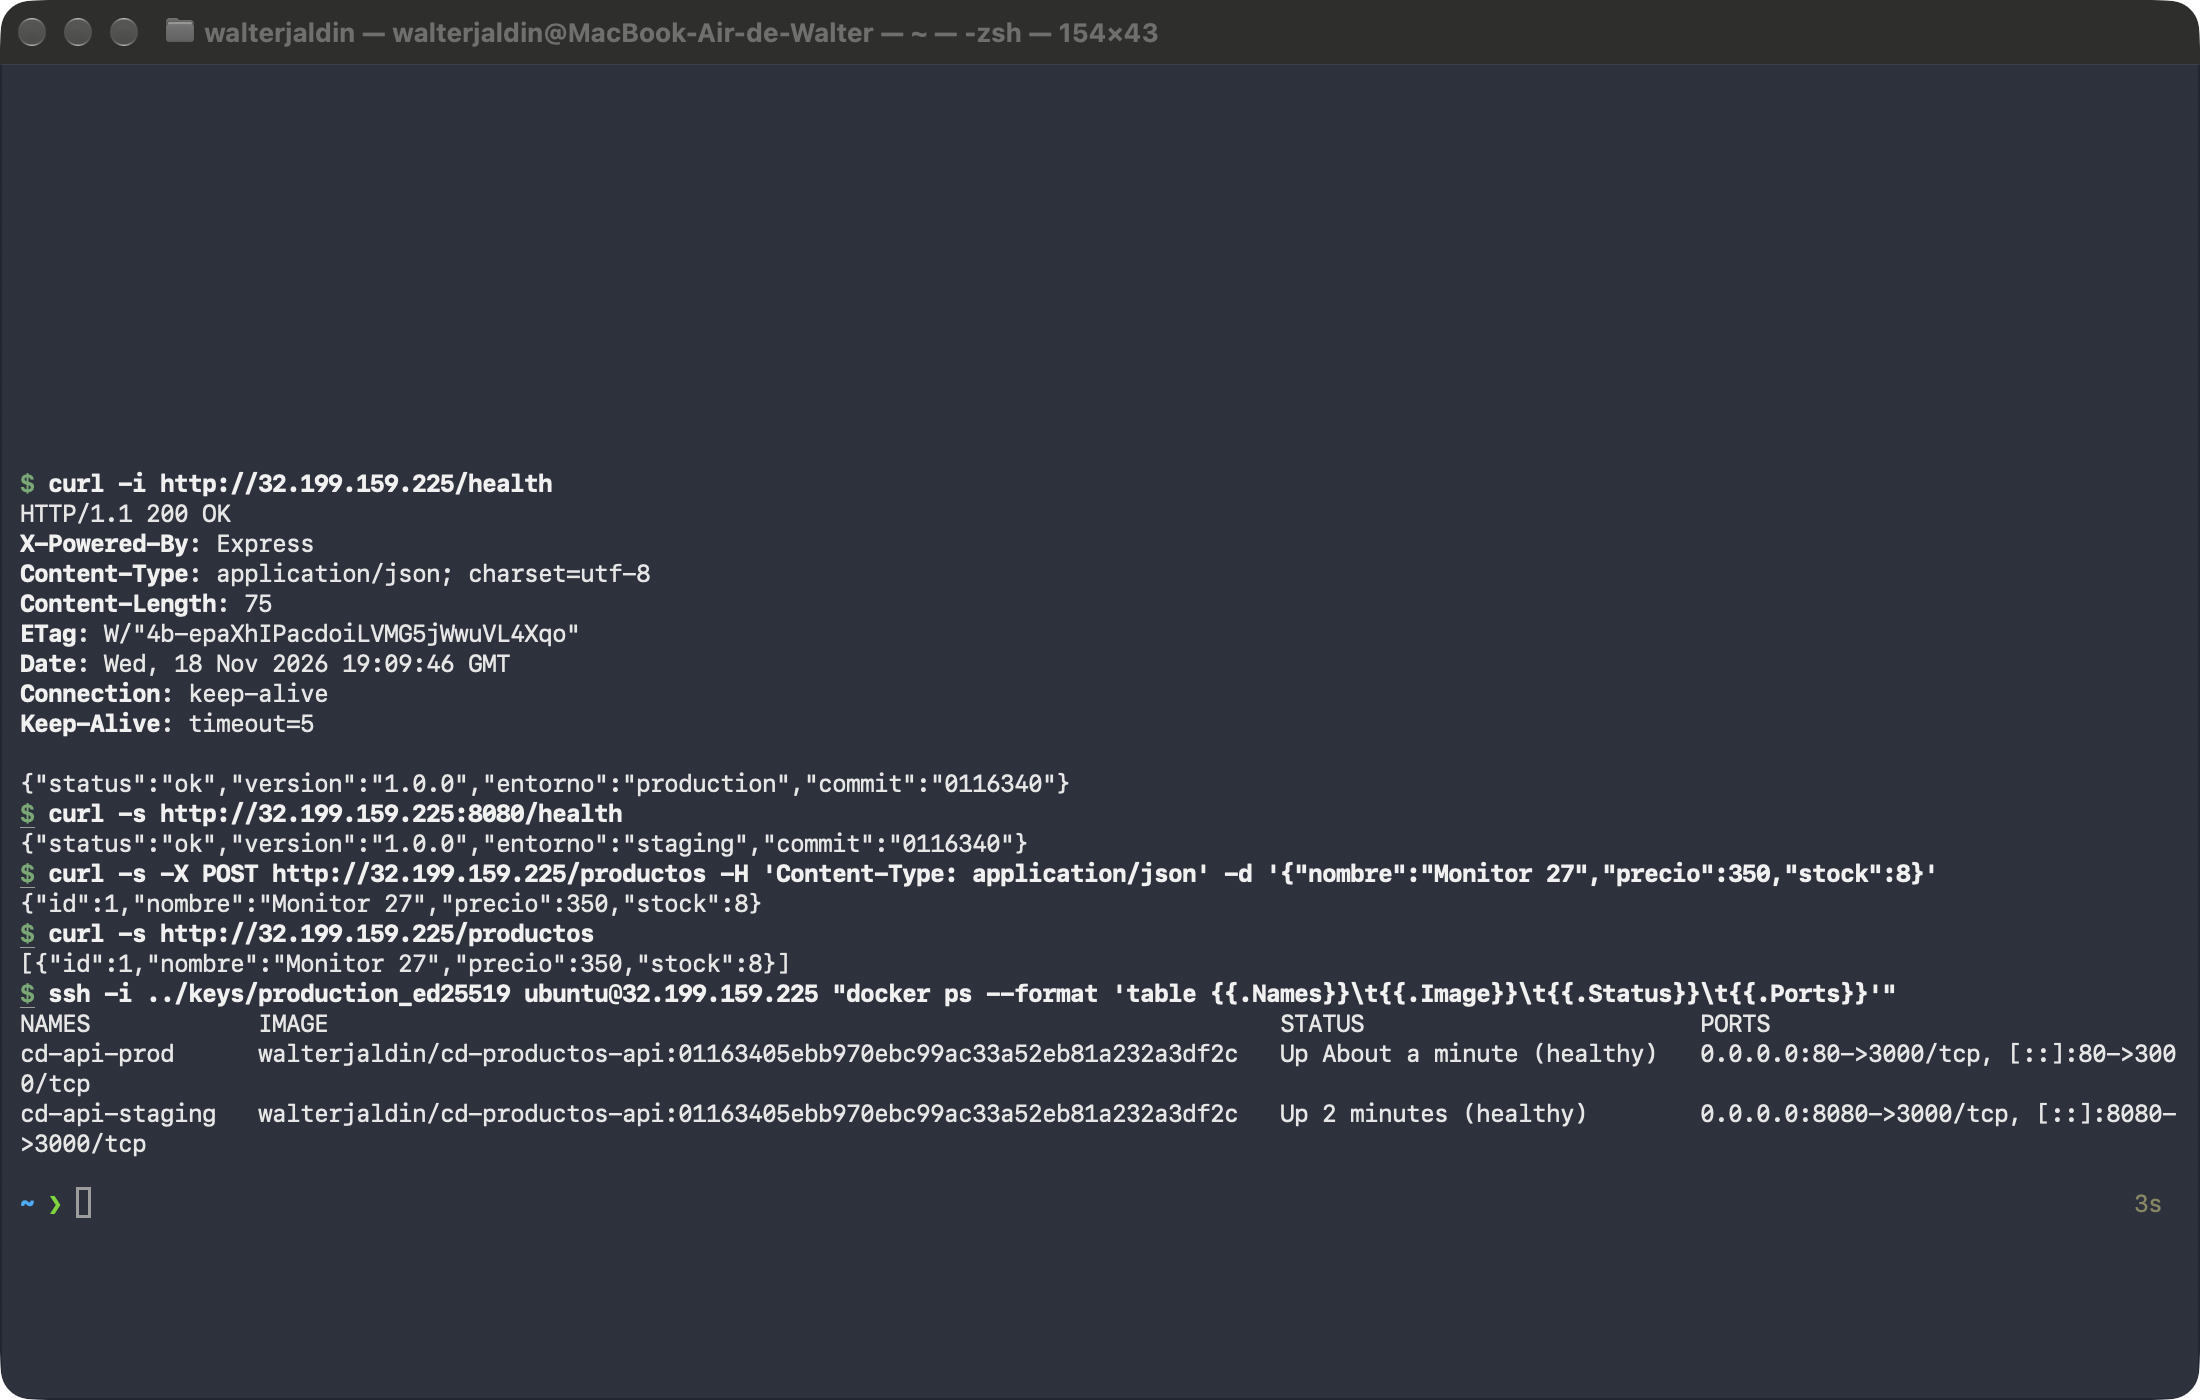 walterjaldin — walterjaldin@MacBook-Air-de-Walter — ~ — -zsh — 154×43
$ curl -i http://32.199.159.225/health
HTTP/1.1 200 OK
X-Powered-By: Express
Content-Type: application/json; charset=utf-8
Content-Length: 75
ETag: W/"4b-epaXhIPacdoiLVMG5jWwuVL4Xqo"
Date: Wed, 18 Nov 2026 19:09:46 GMT
Connection: keep-alive
Keep-Alive: timeout=5
{"status":"ok","version":"1.0.0","entorno":"production","commit":"0116340"}
$ curl -s http://32.199.159.225:8080/health
{"status":"ok","version":"1.0.0","entorno":"staging","commit":"0116340"}
$ curl -s -X POST http://32.199.159.225/productos -H 'Content-Type: application/json' -d '{"nombre":"Monitor 27","precio":350,"stock":8}'
{"id":1,"nombre":"Monitor 27","precio":350,"stock":8}
$ curl -s http://32.199.159.225/productos
[{"id":1,"nombre":"Monitor 27","precio":350,"stock":8}]
$ ssh -i ../keys/production_ed25519 ubuntu@32.199.159.225 "docker ps --format 'table {{.Names}}\t{{.Image}}\t{{.Status}}\t{{.Ports}}'"
NAMES IMAGE STATUS PORTS
cd-api-prod walterjaldin/cd-productos-api:01163405ebb970ebc99ac33a52eb81a232a3df2c Up About a minute (healthy) 0.0.0.0:80->3000/tcp, [::]:80->300
0/tcp
cd-api-staging walterjaldin/cd-productos-api:01163405ebb970ebc99ac33a52eb81a232a3df2c Up 2 minutes (healthy) 0.0.0.0:8080->3000/tcp, [::]:8080-
>3000/tcp
~ ❯ 3s